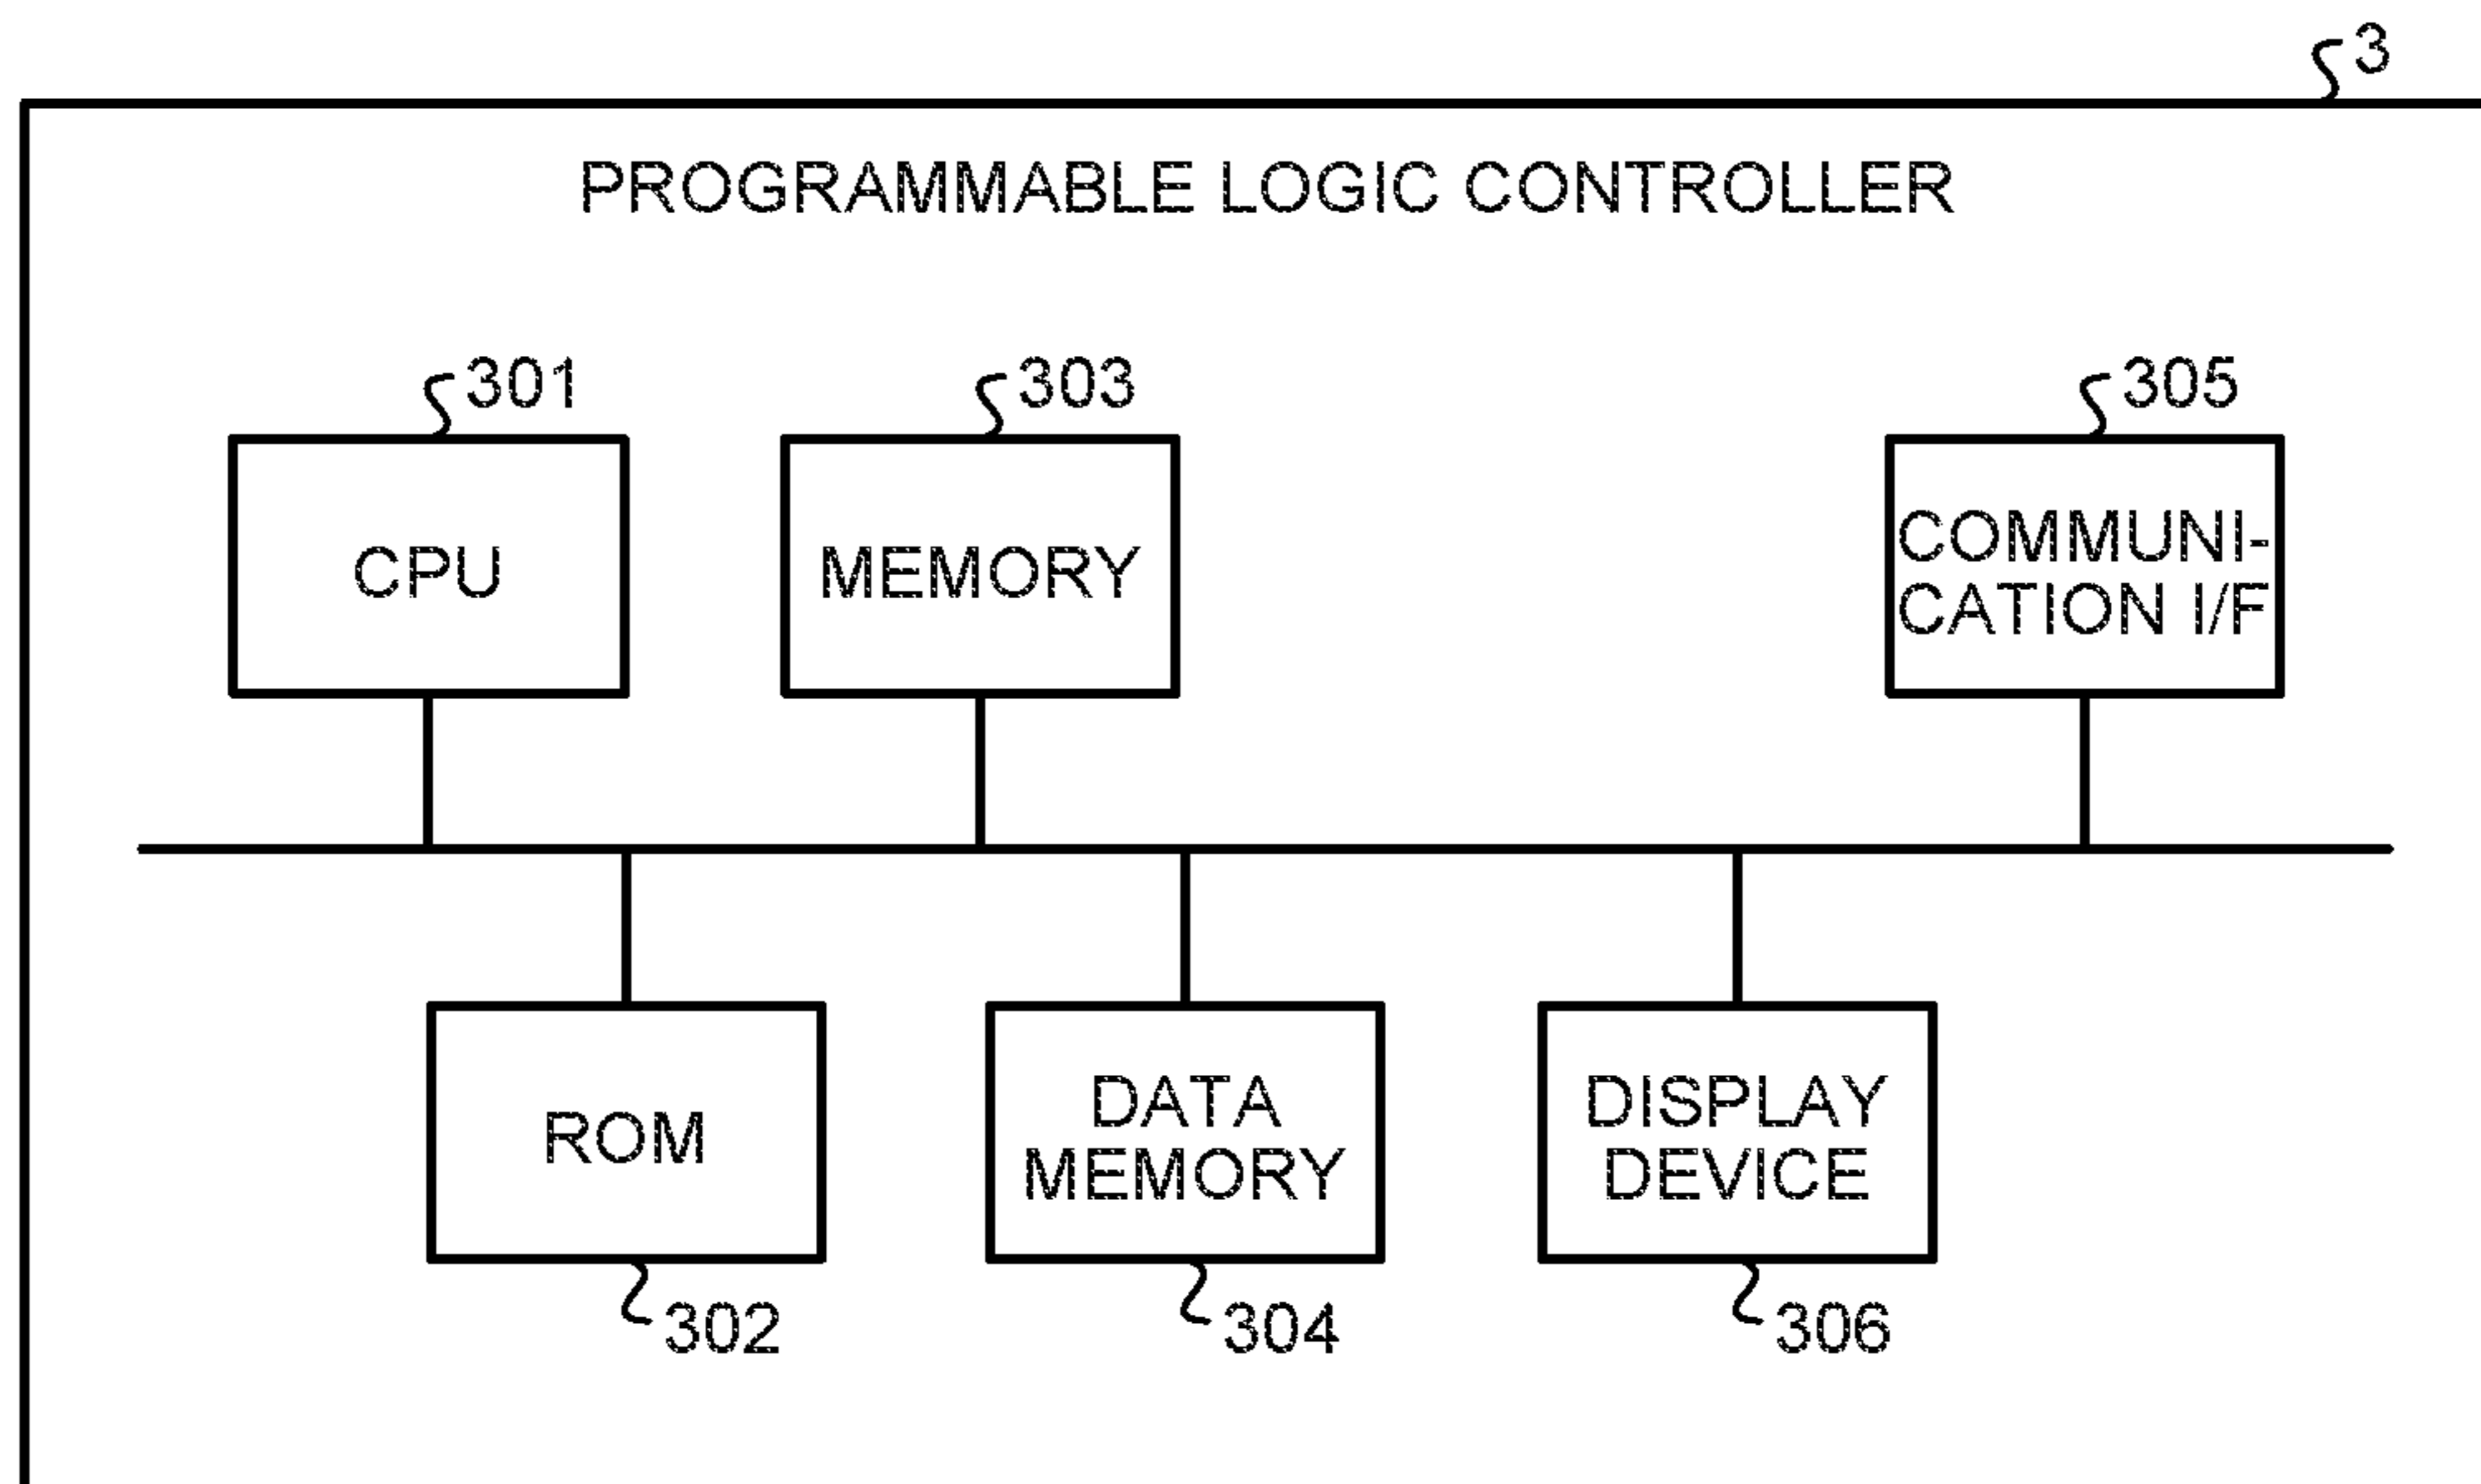 3
PROGRAMMABLE LOGIC CONTROLLER
301
303
305
CPU
MEMORY
COMMUNI-
CATION I/F
ROM
DATA
MEMORY
DISPLAY
DEVICE
302
304
306